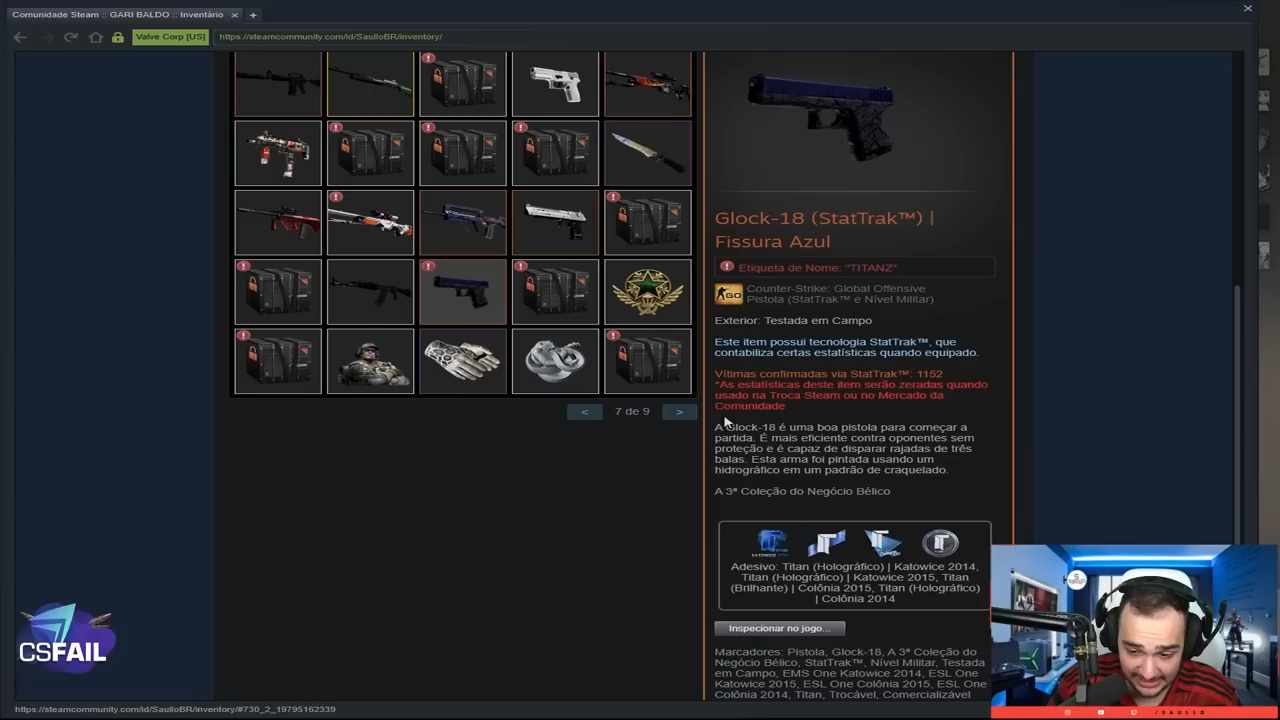 Comunidade Steam :: GARI BALDO :: Inventário
Valve Corp [US]
https://steamcommunity.com/id/SaulloBR/inventory/
Glock-18 (StatTrak™) |
Fissura Azul
Etiqueta de Nome: "TITANZ"
Counter-Strike: Global Offensive
Pistola (StatTrak™ e Nível Militar)
Exterior: Testada em Campo
Este item possui tecnologia StatTrak™, que
contabiliza certas estatísticas quando equipado.
Vítimas confirmadas via StatTrak™: 1152
*As estatísticas deste item serão zeradas quando
usado na Troca Steam ou no Mercado da
Comunidade
A Glock-18 é uma boa pistola para começar a
partida. É mais eficiente contra oponentes sem
proteção e é capaz de disparar rajadas de três
balas. Esta arma foi pintada usando um
hidrográfico em um padrão de craquelado.
A 3ª Coleção do Negócio Bélico
Adesivo: Titan (Holográfico) | Katowice 2014,
Titan (Holográfico) | Katowice 2015, Titan
(Brilhante) | Colônia 2015, Titan (Holográfico)
| Colônia 2014
Inspecionar no jogo...
Marcadores: Pistola, Glock-18, A 3ª Coleção do
Negócio Bélico, StatTrak™, Nível Militar, Testada
em Campo, EMS One Katowice 2014, ESL One
Katowice 2015, ESL One Colônia 2015, ESL One
Colônia 2014, Titan, Trocável, Comercializável
< 7 de 9 >
CSFAIL
/SAULLO
https://steamcommunity.com/id/SaulloBR/inventory/#730_2_19795162339